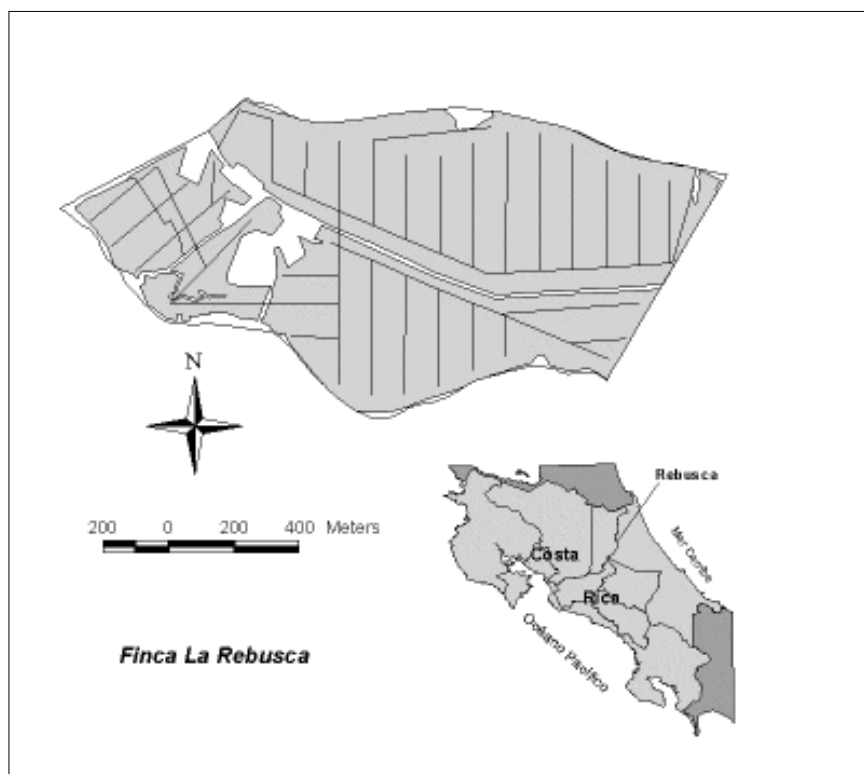 N
200 0 200 400 Meters
Finca La Rebusca
Rebusca
Mar Caribe
Costa
Rica
Océano Pacífico